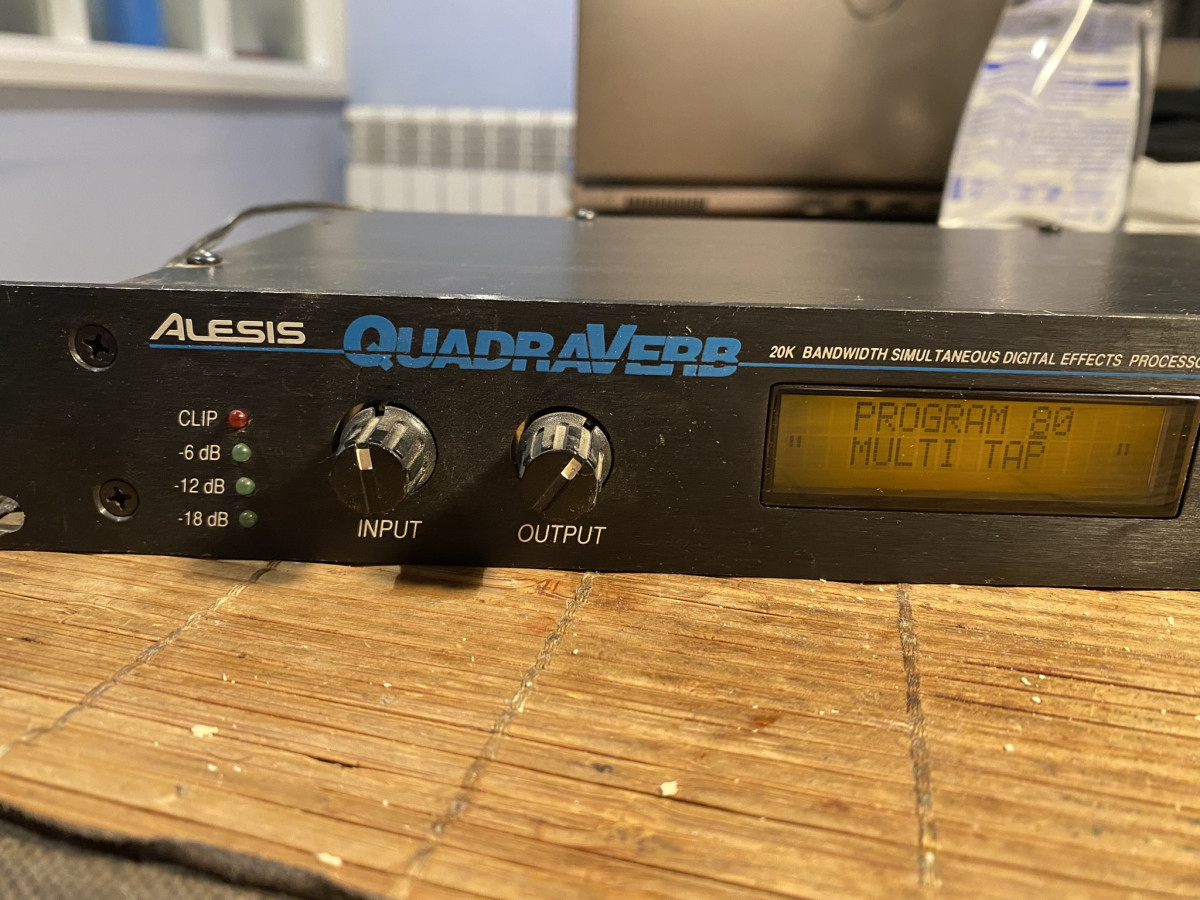 ALESIS
QUADRAVERB
20K BANDWIDTH SIMULTANEOUS DIGITAL EFFECTS PROCESSO
CLIP
-6 dB
-12 dB
-18 dB
INPUT
OUTPUT
PROGRAM 80
" MULTI TAP "